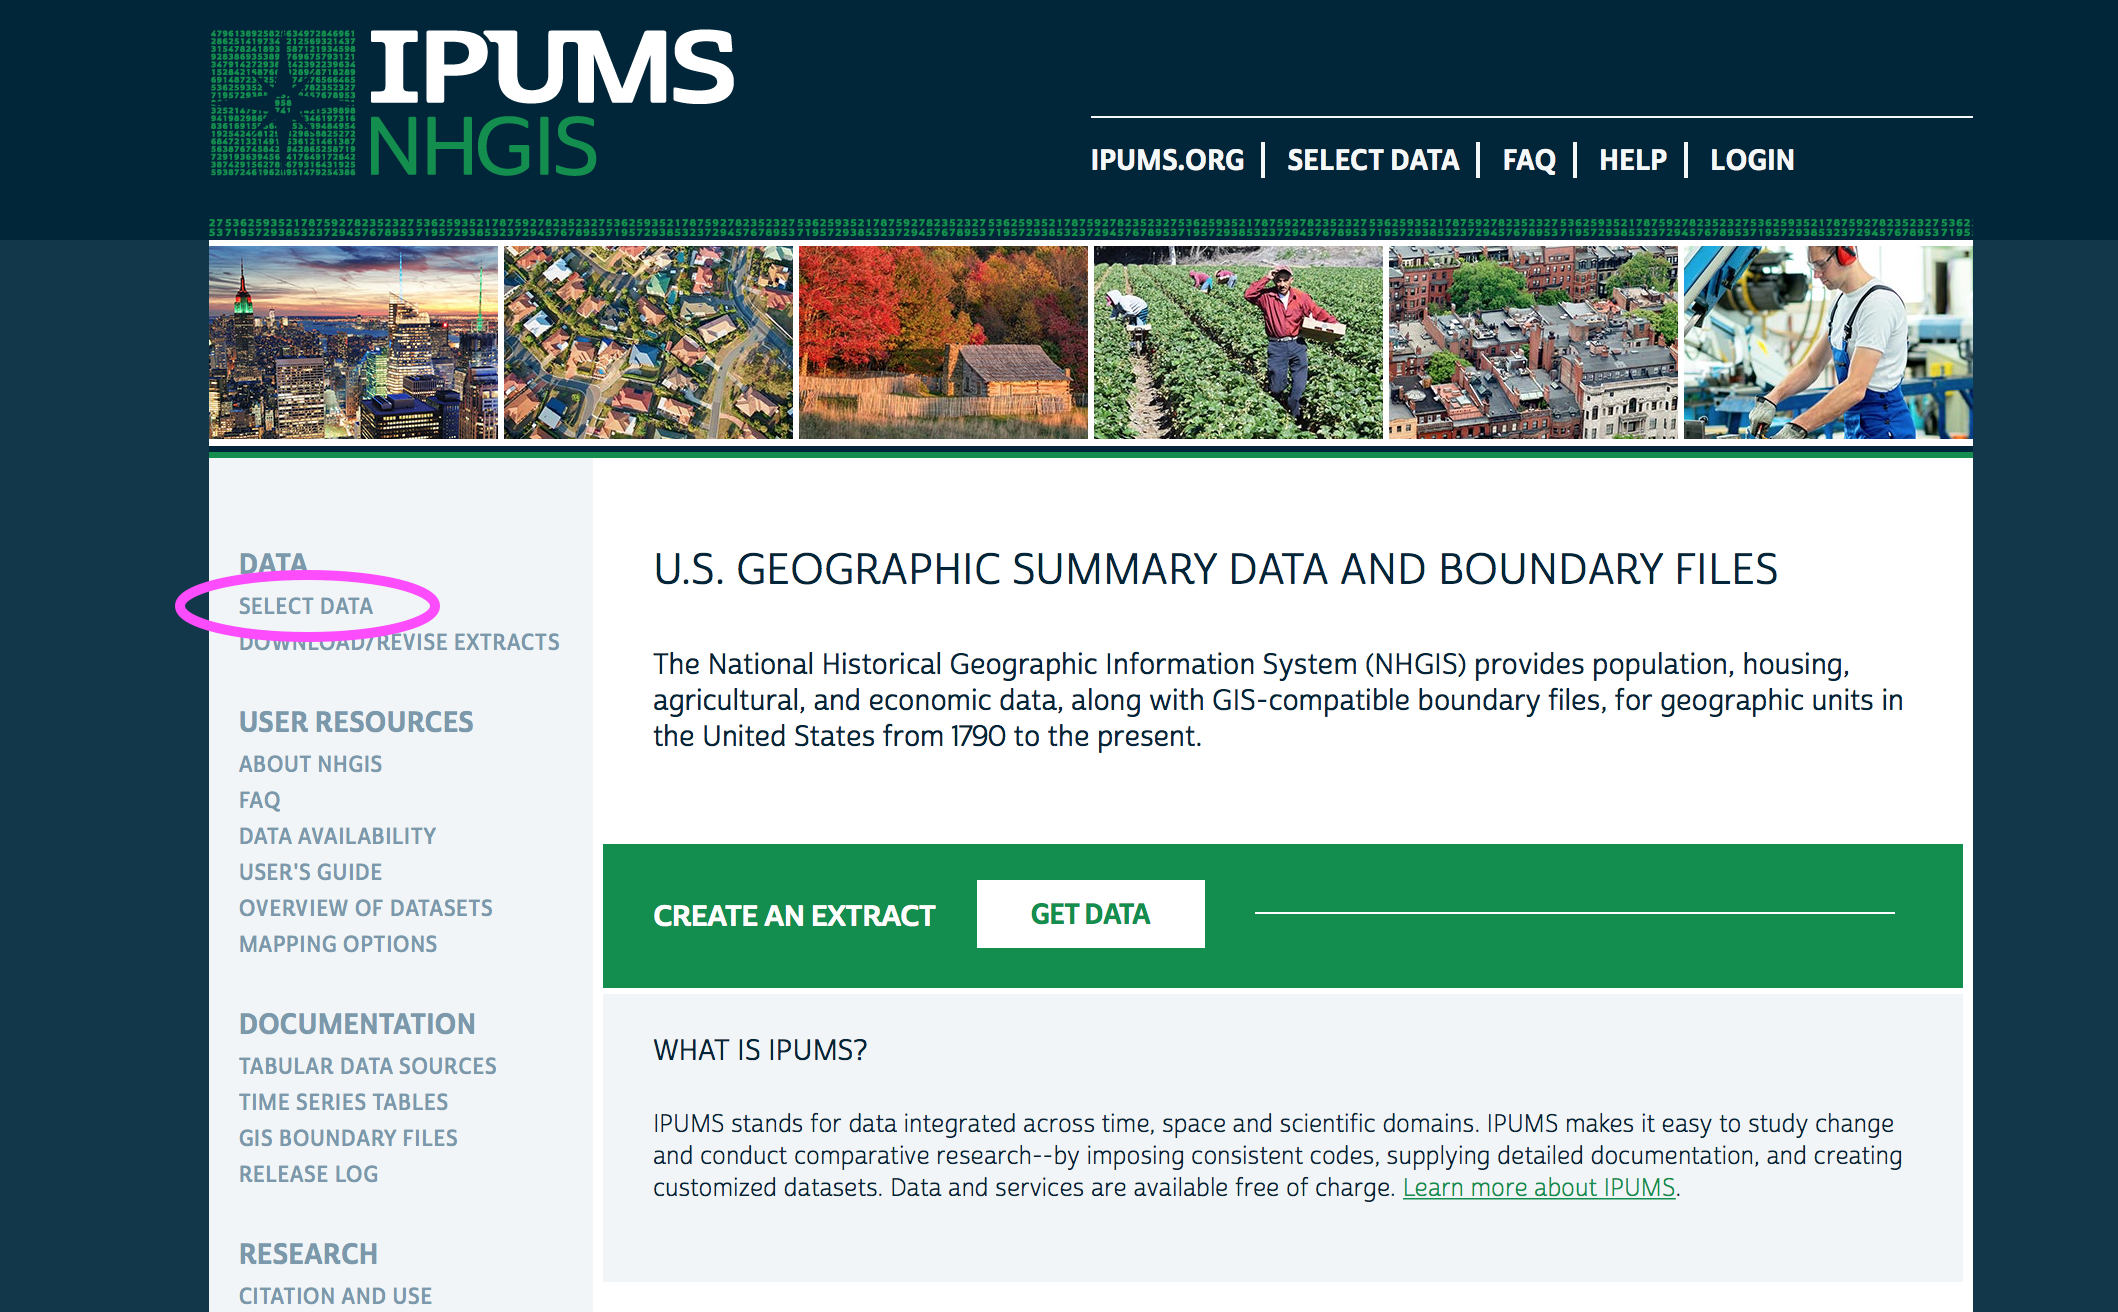 IPUMS
NHGIS
IPUMS.ORG | SELECT DATA | FAQ | HELP | LOGIN
DATA
SELECT DATA
DOWNLOAD/REVISE EXTRACTS
USER RESOURCES
ABOUT NHGIS
FAQ
DATA AVAILABILITY
USER'S GUIDE
OVERVIEW OF DATASETS
MAPPING OPTIONS
DOCUMENTATION
TABULAR DATA SOURCES
TIME SERIES TABLES
GIS BOUNDARY FILES
RELEASE LOG
RESEARCH
CITATION AND USE
U.S. GEOGRAPHIC SUMMARY DATA AND BOUNDARY FILES
The National Historical Geographic Information System (NHGIS) provides population, housing,
agricultural, and economic data, along with GIS-compatible boundary files, for geographic units in
the United States from 1790 to the present.
CREATE AN EXTRACT
GET DATA
WHAT IS IPUMS?
IPUMS stands for data integrated across time, space and scientific domains. IPUMS makes it easy to study change
and conduct comparative research--by imposing consistent codes, supplying detailed documentation, and creating
customized datasets. Data and services are available free of charge. Learn more about IPUMS.